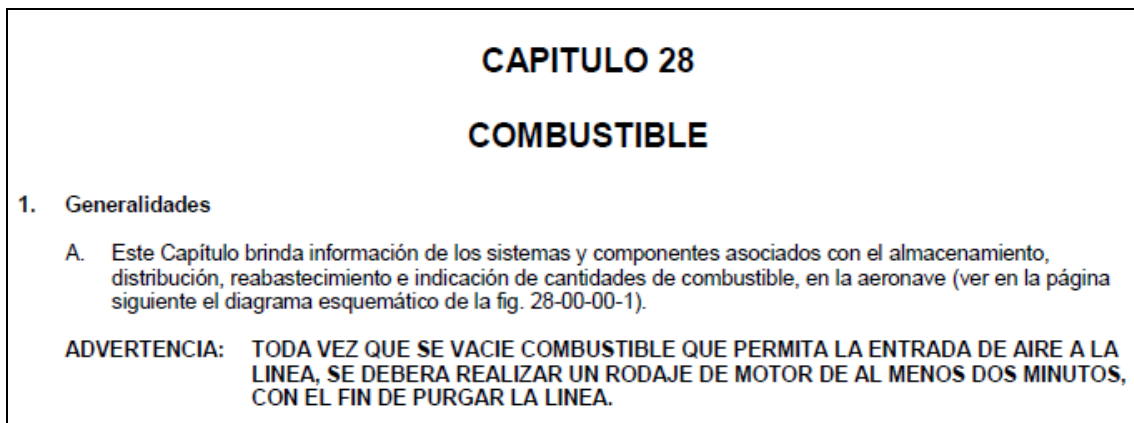 CAPITULO 28
COMBUSTIBLE
1. Generalidades
A. Este Capítulo brinda información de los sistemas y componentes asociados con el almacenamiento,
distribución, reabastecimiento e indicación de cantidades de combustible, en la aeronave (ver en la página
siguiente el diagrama esquemático de la fig. 28-00-00-1).
ADVERTENCIA: TODA VEZ QUE SE VACIE COMBUSTIBLE QUE PERMITA LA ENTRADA DE AIRE A LA
LINEA, SE DEBERA REALIZAR UN RODAJE DE MOTOR DE AL MENOS DOS MINUTOS,
CON EL FIN DE PURGAR LA LINEA.